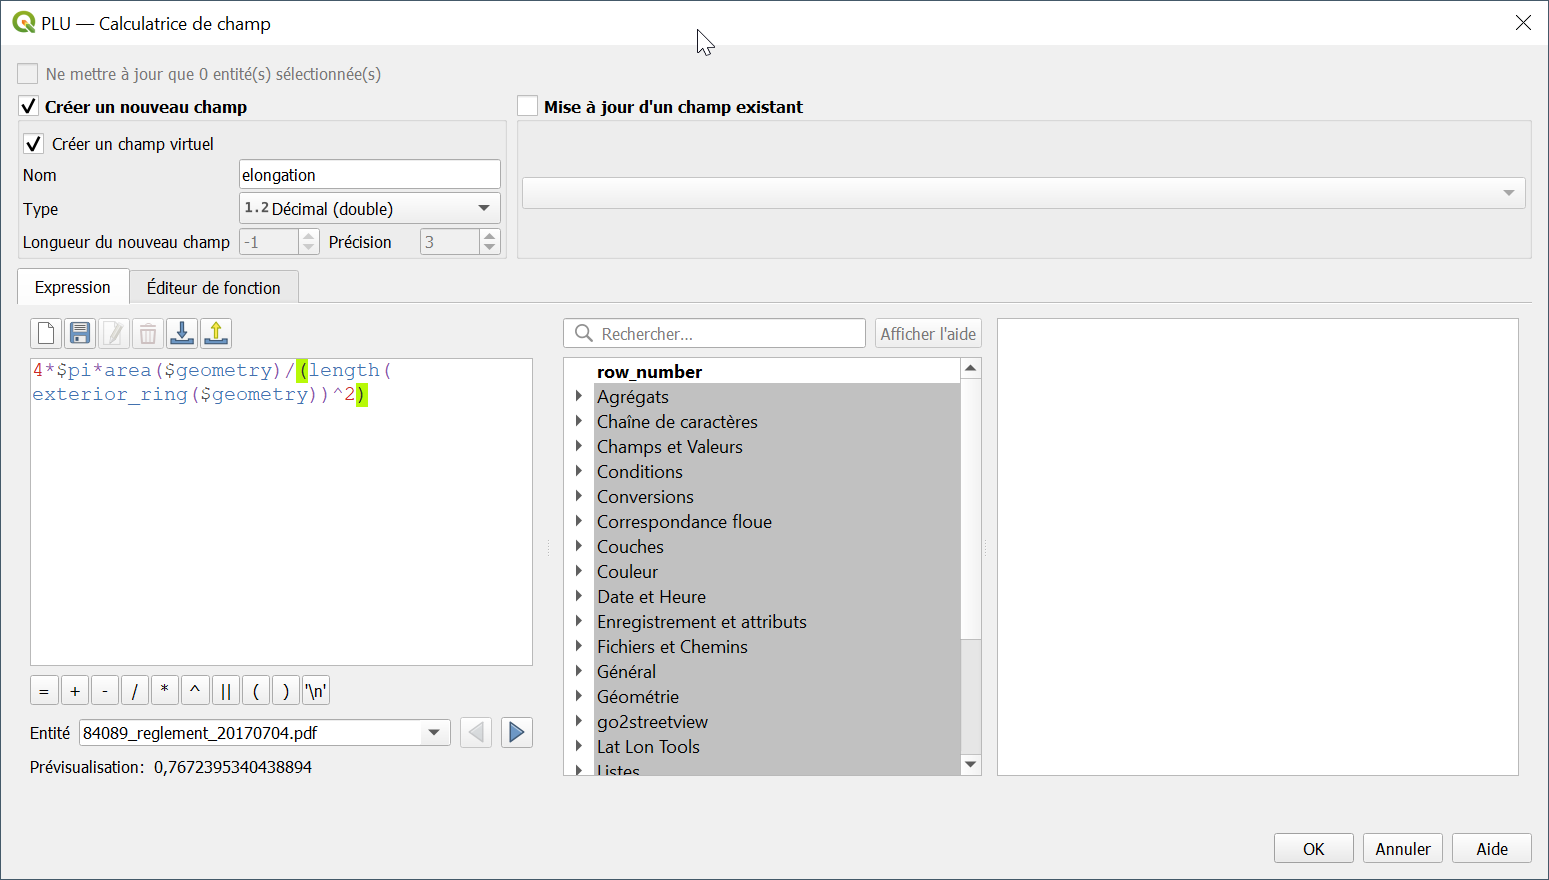 PLU — Calculatrice de champ
Ne mettre à jour que 0 entité(s) sélectionnée(s)
Créer un nouveau champ
Mise à jour d'un champ existant
Créer un champ virtuel
Nom
elongation
Type
1.2 Décimal (double)
Longueur du nouveau champ
-1
Précision
3
Expression
Éditeur de fonction
Rechercher...
Afficher l'aide
4*$pi*area($geometry)/(length(
exterior_ring($geometry))^2)
row_number
Agrégats
Chaîne de caractères
Champs et Valeurs
Conditions
Conversions
Correspondance floue
Couches
Couleur
Date et Heure
Enregistrement et attributs
Fichiers et Chemins
Général
Géométrie
go2streetview
Lat Lon Tools
Listes
= + - / * ^ || ( ) '\n'
Entité
84089_reglement_20170704.pdf
Prévisualisation: 0,7672395340438894
OK
Annuler
Aide